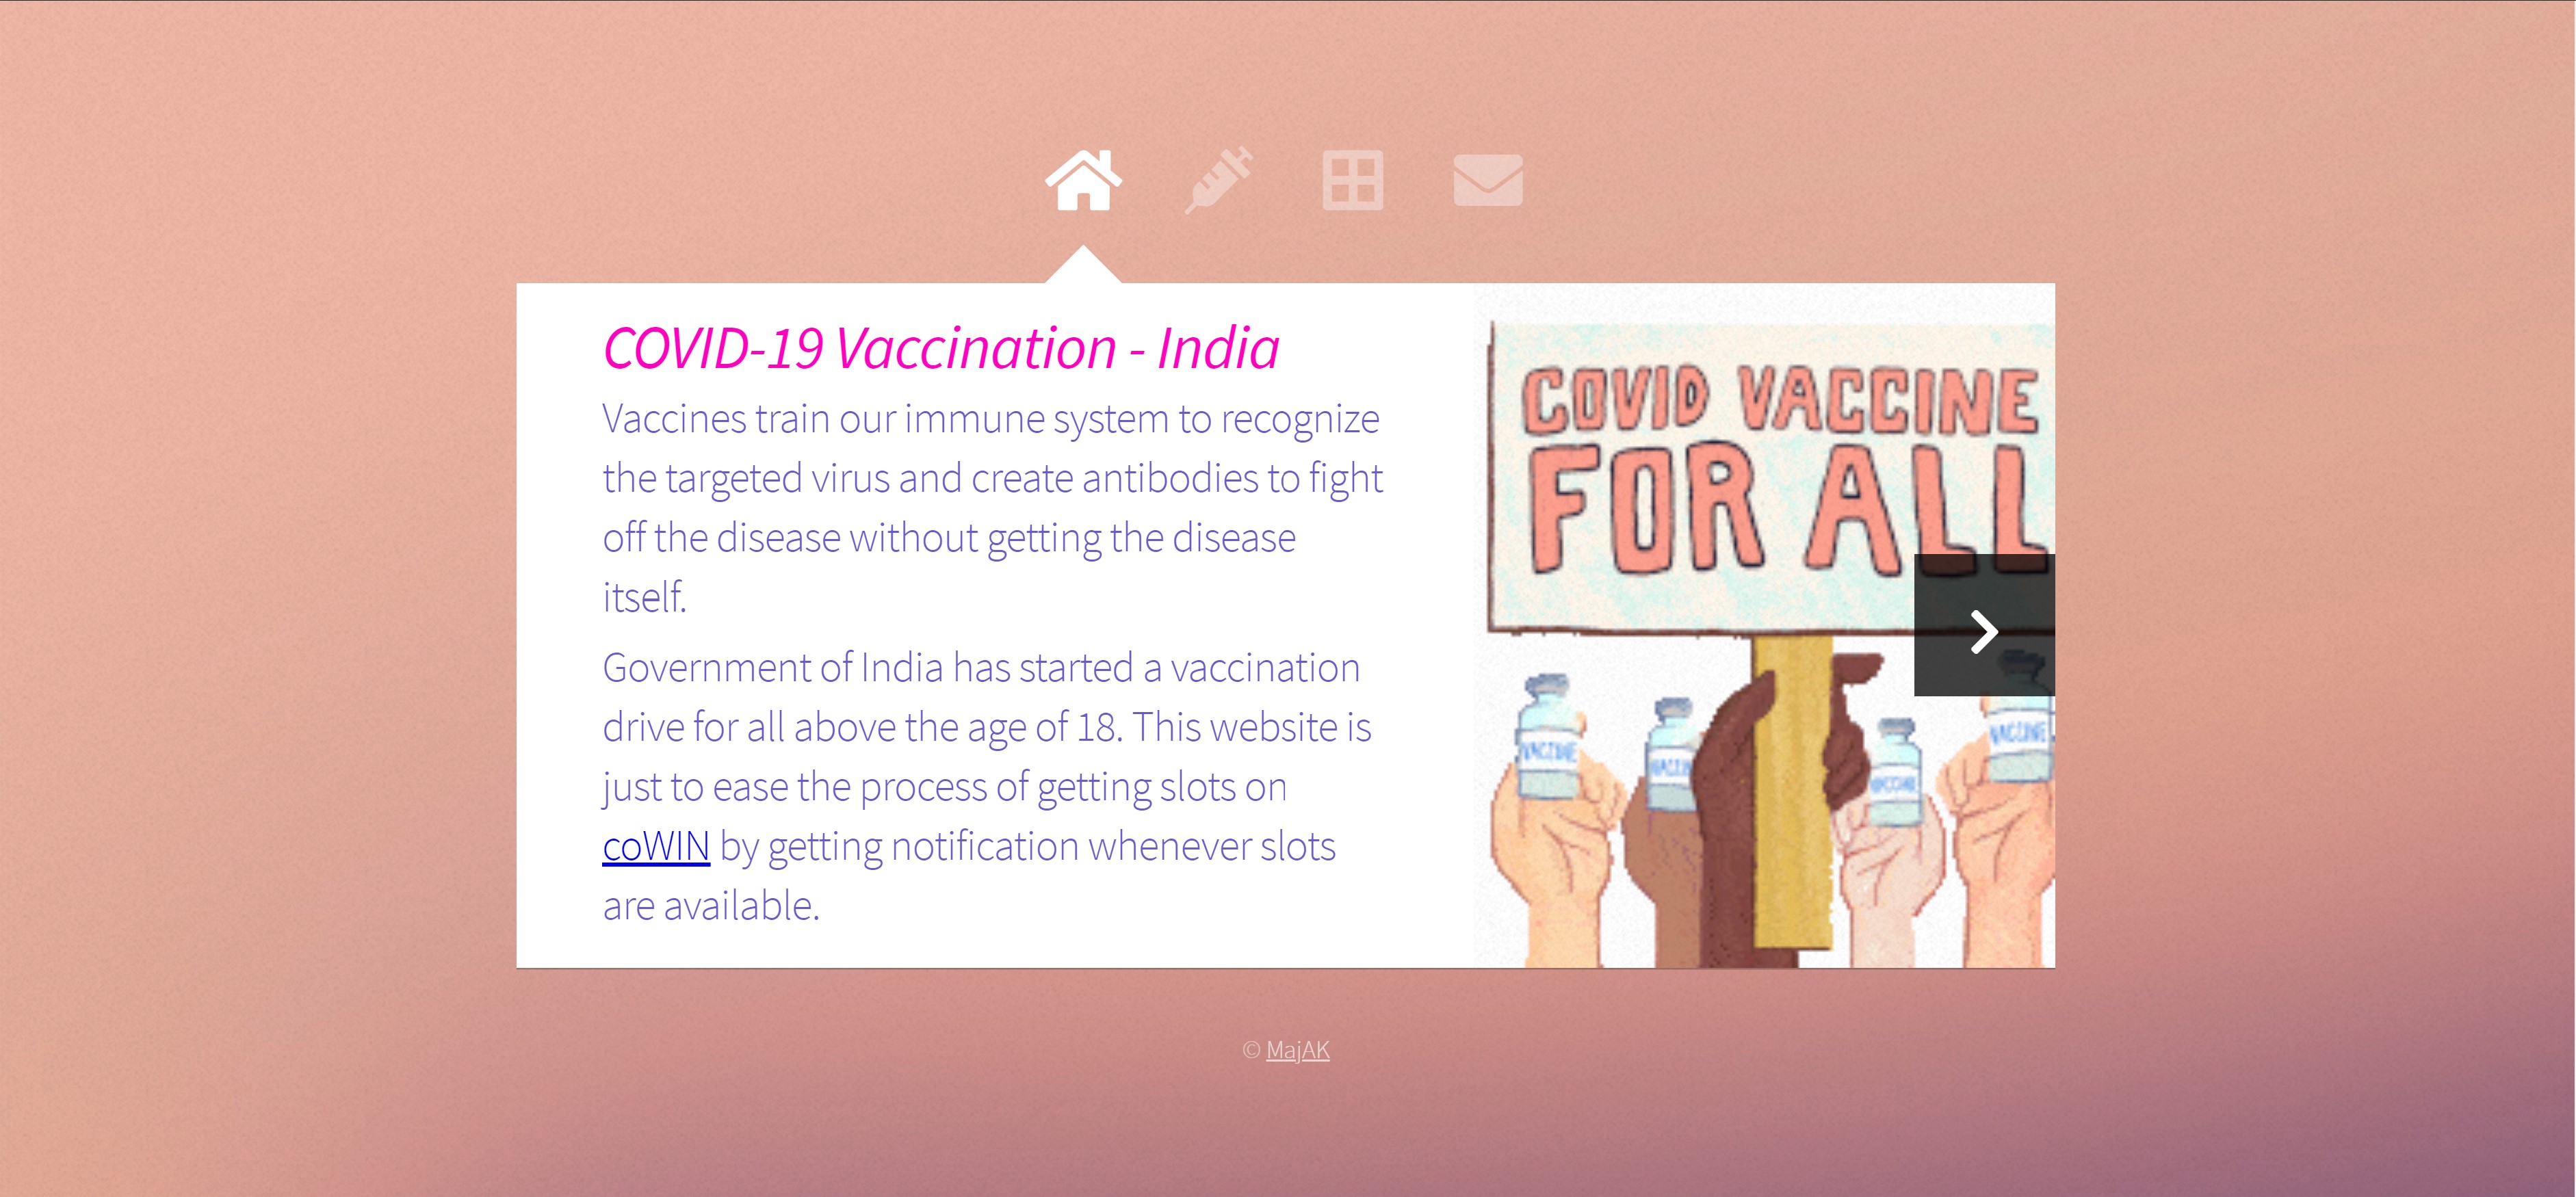 COVID-19 Vaccination - India
Vaccines train our immune system to recognize
the targeted virus and create antibodies to fight
off the disease without getting the disease
itself.
Government of India has started a vaccination
drive for all above the age of 18. This website is
just to ease the process of getting slots on
coWIN by getting notification whenever slots
are available.
COVID VACCINE
FOR ALL
VACCINE
VACCINE
VACCINE
© MajAK